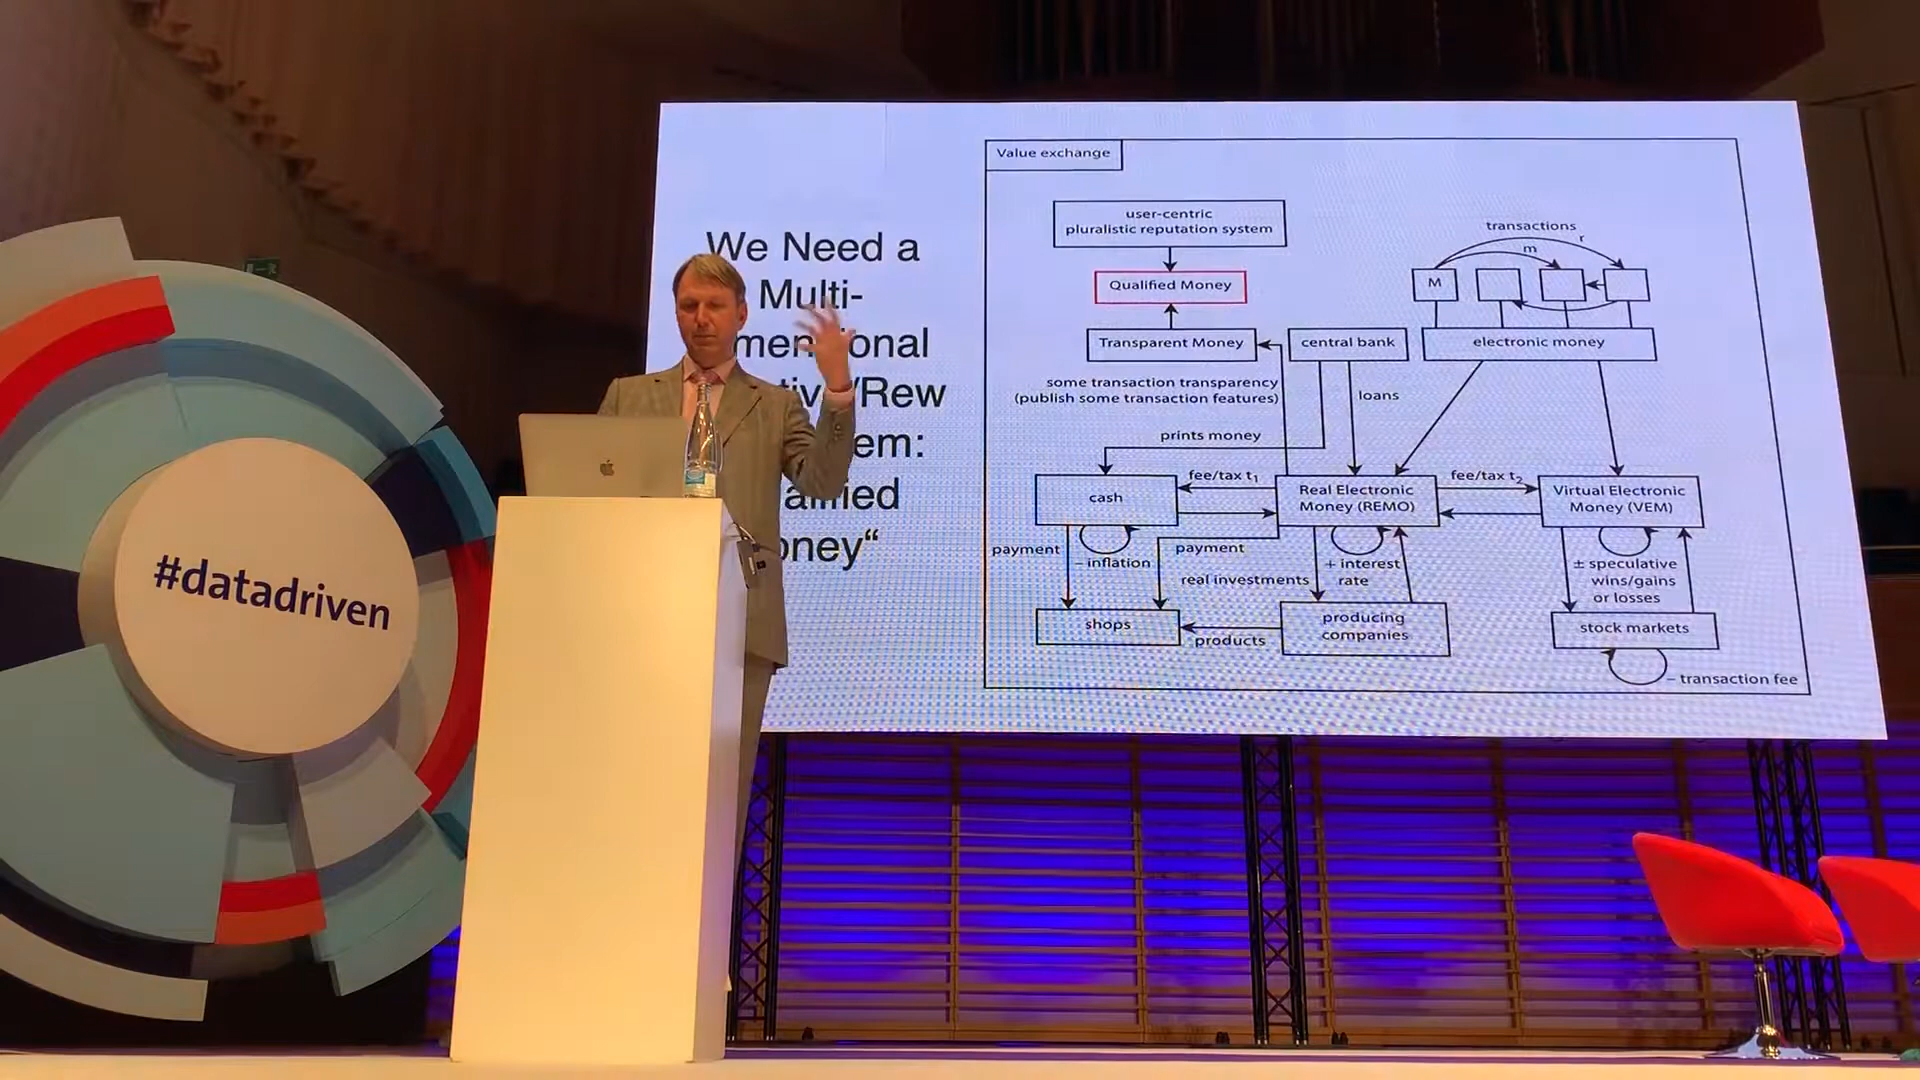 #datadriven
We Need a
Multi-
onal
/Rew
em:
oney“
Value exchange
user-centric
pluralistic reputation system
Qualified Money
Transparent Money
central bank
transactions
m
r
M
electronic money
some transaction transparency
(publish some transaction features)
loans
prints money
cash
fee/tax t₁
Real Electronic
Money (REMO)
fee/tax t₂
Virtual Electronic
Money (VEM)
payment
– inflation
payment
real investments
+ interest
rate
± speculative
wins/gains
or losses
shops
products
producing
companies
stock markets
– transaction fee